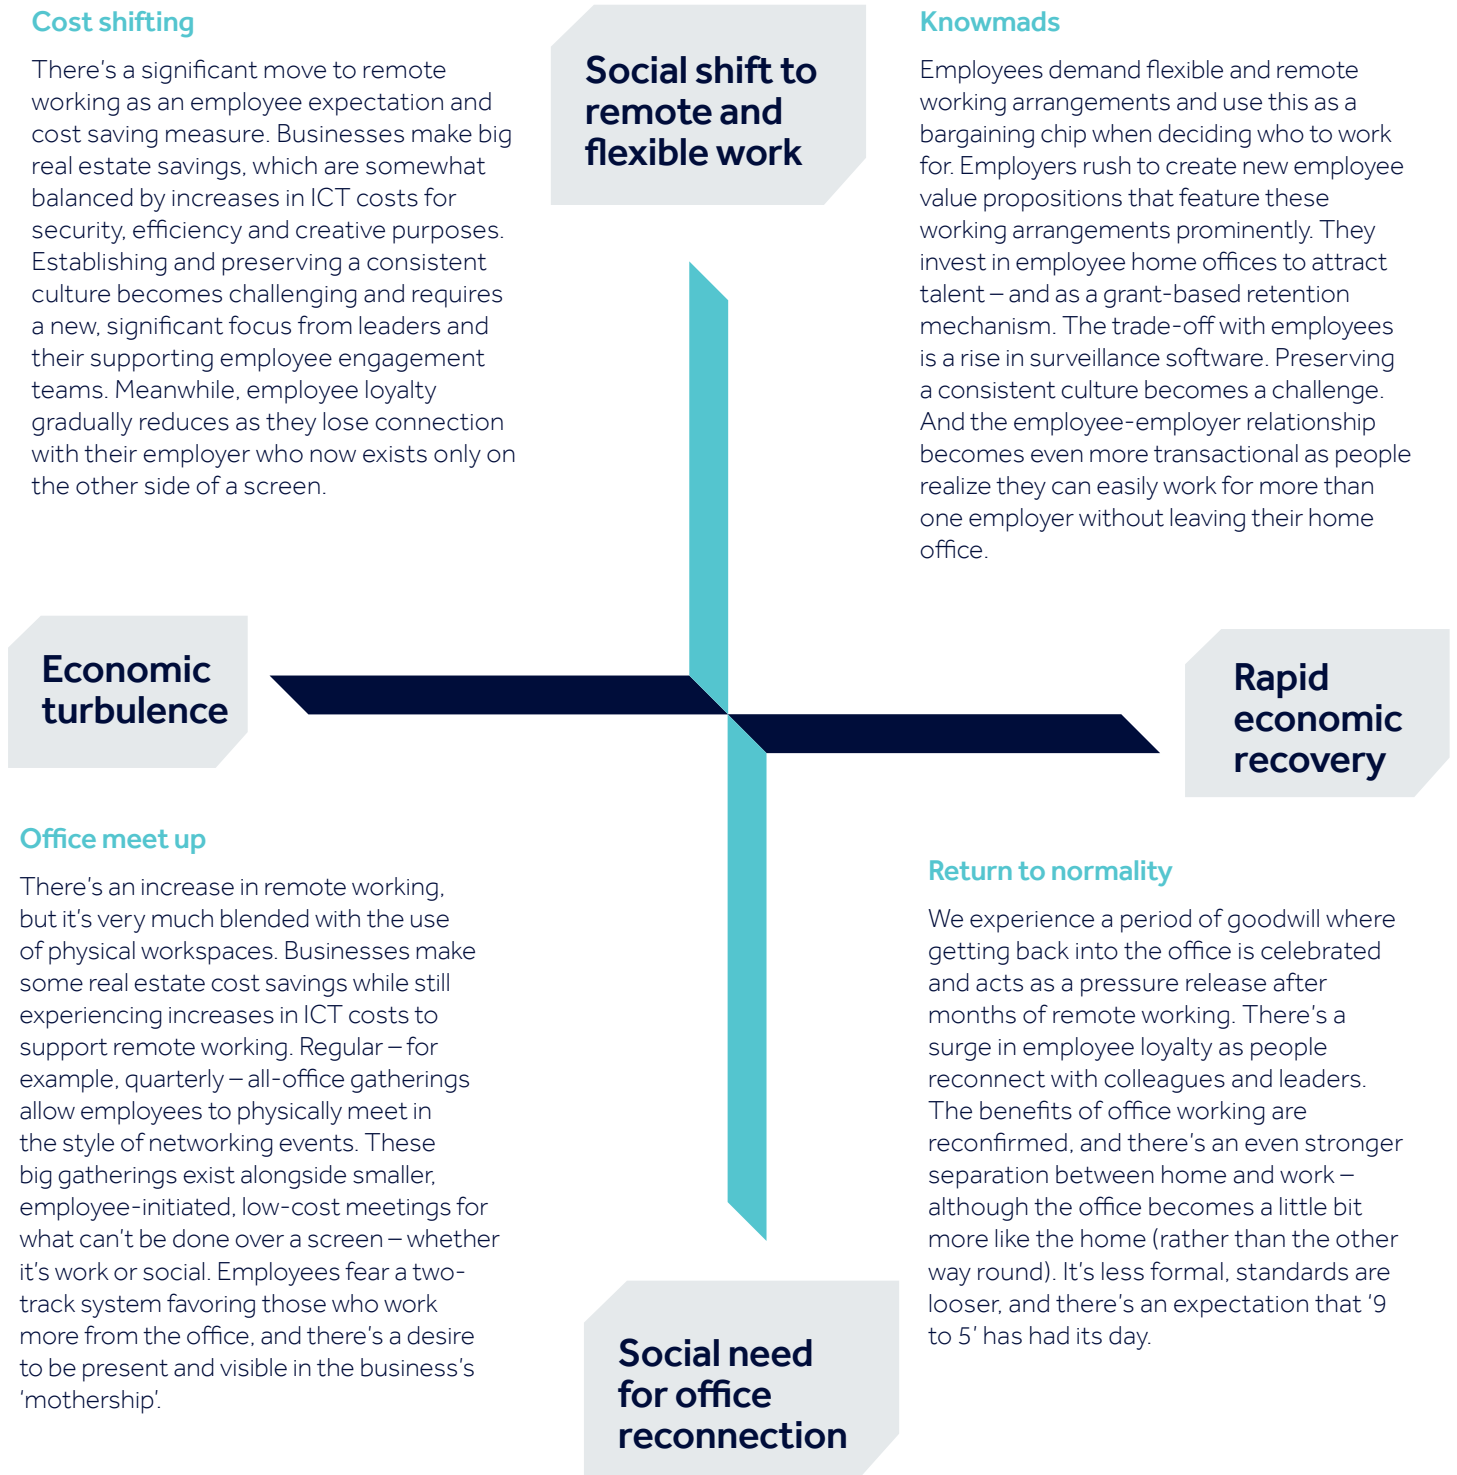 Cost shifting
There's a significant move to remote
working as an employee expectation and
cost saving measure. Businesses make big
real estate savings, which are somewhat
balanced by increases in ICT costs for
security, efficiency and creative purposes.
Establishing and preserving a consistent
culture becomes challenging and requires
a new, significant focus from leaders and
their supporting employee engagement
teams. Meanwhile, employee loyalty
gradually reduces as they lose connection
with their employer who now exists only on
the other side of a screen.
Social shift to
remote and
flexible work
Knowmads
Employees demand flexible and remote
working arrangements and use this as a
bargaining chip when deciding who to work
for. Employers rush to create new employee
value propositions that feature these
working arrangements prominently. They
invest in employee home offices to attract
talent – and as a grant-based retention
mechanism. The trade-off with employees
is a rise in surveillance software. Preserving
a consistent culture becomes a challenge.
And the employee-employer relationship
becomes even more transactional as people
realize they can easily work for more than
one employer without leaving their home
office.
Economic
turbulence
Rapid
economic
recovery
Office meet up
There's an increase in remote working,
but it's very much blended with the use
of physical workspaces. Businesses make
some real estate cost savings while still
experiencing increases in ICT costs to
support remote working. Regular – for
example, quarterly – all-office gatherings
allow employees to physically meet in
the style of networking events. These
big gatherings exist alongside smaller,
employee-initiated, low-cost meetings for
what can't be done over a screen – whether
it's work or social. Employees fear a two-
track system favoring those who work
more from the office, and there's a desire
to be present and visible in the business's
'mothership'.
Return to normality
We experience a period of goodwill where
getting back into the office is celebrated
and acts as a pressure release after
months of remote working. There's a
surge in employee loyalty as people
reconnect with colleagues and leaders.
The benefits of office working are
reconfirmed, and there's an even stronger
separation between home and work –
although the office becomes a little bit
more like the home (rather than the other
way round). It's less formal, standards are
looser, and there's an expectation that '9
to 5' has had its day.
Social need
for office
reconnection